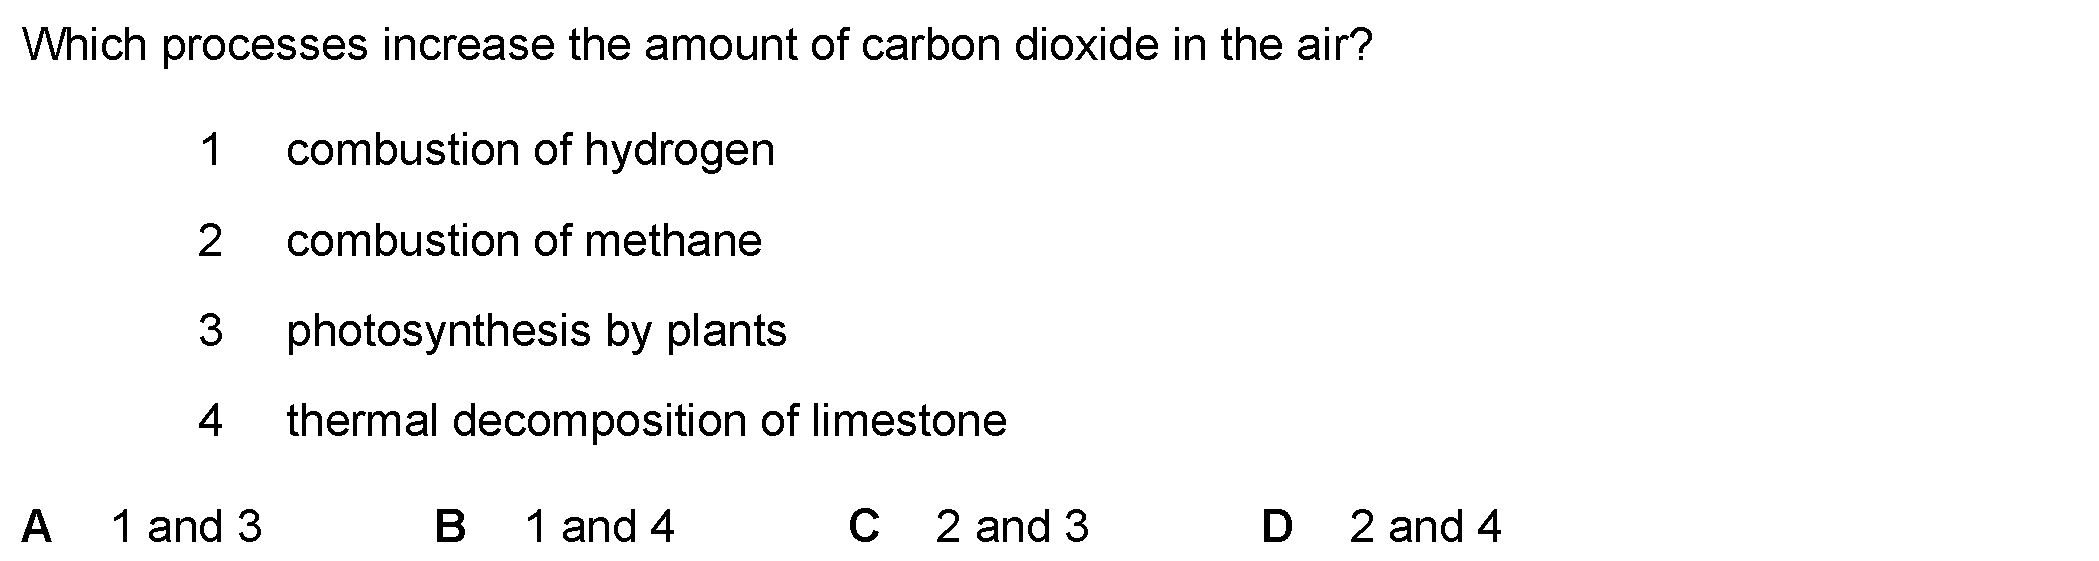 Which processes increase the amount of carbon dioxide in the air?
1 combustion of hydrogen
2 combustion of methane
3 photosynthesis by plants
4 thermal decomposition of limestone
A 1 and 3 B 1 and 4 C 2 and 3 D 2 and 4